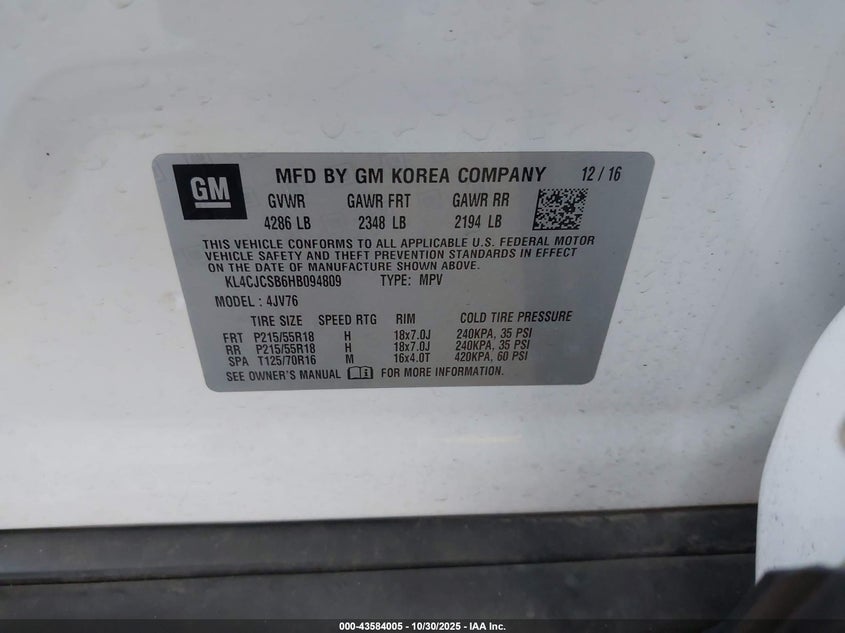 GM
MFD BY GM KOREA COMPANY 12 / 16
GVWR GAWR FRT GAWR RR
4286 LB 2348 LB 2194 LB
THIS VEHICLE CONFORMS TO ALL APPLICABLE U.S. FEDERAL MOTOR
VEHICLE SAFETY AND THEFT PREVENTION STANDARDS IN EFFECT
ON THE DATE OF MANUFACTURE SHOWN ABOVE.
KL4CJCSB6HB094809 TYPE: MPV
MODEL : 4JV76
TIRE SIZE SPEED RTG RIM COLD TIRE PRESSURE
FRT P215/55R18 H 18x7.0J 240KPA, 35 PSI
RR P215/55R18 H 18x7.0J 240KPA, 35 PSI
SPA T125/70R16 M 16x4.0T 420KPA, 60 PSI
SEE OWNER'S MANUAL FOR MORE INFORMATION.
000-43584005 - 10/30/2025 - IAA Inc.